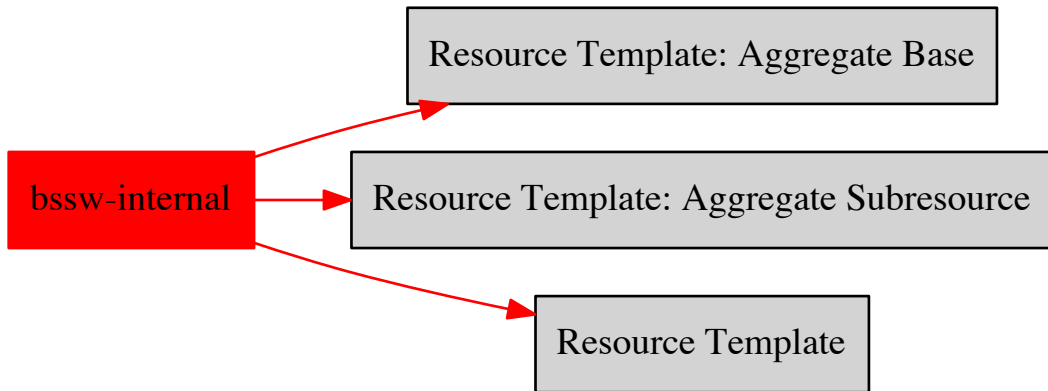 Resource Template: Aggregate Base
bssw-internal
Resource Template: Aggregate Subresource
Resource Template